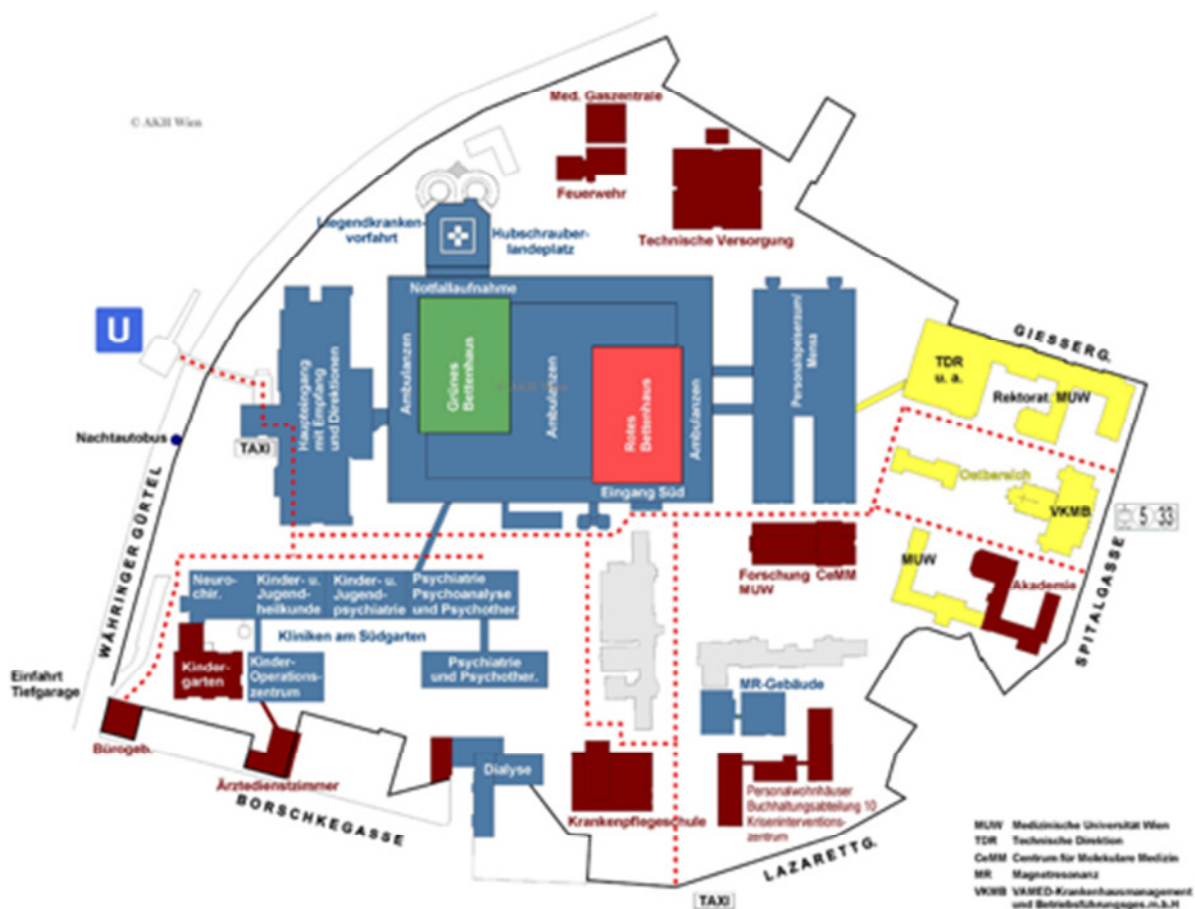 © AKH Wien
Med. Gaszentrale
Feuerwehr
Technische Versorgung
Liegendkranken-
vorfahrt
Hubschrauber-
landeplatz
Notfallaufnahme
U
Nachtautobus
TAXI
Haupteingang
mit Empfang
und Direktionen
Ambulanzen
Grünes
Bettenhaus
© AKH Wien
Ambulzanzen
Rotes
Bettenhaus
Ambulanzen
Eingang Süd
Personalspeiseraum/
Mensa
TDR
u. a.
GIESSERG.
Rektorat MUW
Ostbereich
VKMB
5 33
SPITALGASSE
MUW
Akademie
Forschung CeMM
MUW
WÄHRINGER GÜRTEL
Neuro-
chir.
Kinder- u.
Jugend-
heilkunde
Kinder- u.
Jugend-
psychiatrie
Psychiatrie
Psychoanalyse
und Psychother.
Kliniken am Südgarten
Kinder-
garten
Kinder-
Operations-
zentrum
Psychiatrie
und Psychother.
Einfahrt
Tiefgarage
Bürogeb.
Ärztedienstzimmer
BORSCHKEGASSE
Dialyse
Krankenpflegeschule
MR-Gebäude
Personalwohnhäuser
Buchhaltungsabteilung 10
Kriseninterventions-
zentrum
LAZARETTG.
TAXI
MUW Medizinische Universität Wien
TDR Technische Direktion
CeMM Centrum für Molekulare Medizin
MR Magnetresonanz
VKMB VAMED-Krankenhausmanagement
und Betriebsführungsges.m.b.H